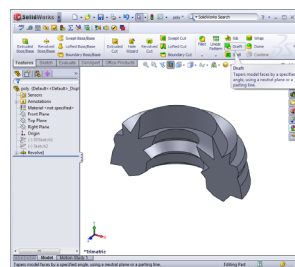 SolidWorks
poly *
SolidWorks Search
Extruded Boss/Base
Revolved Boss/Base
Swept Boss/Base
Lofted Boss/Base
Boundary Boss/Base
Extruded Cut
Hole Wizard
Revolved Cut
Swept Cut
Lofted Cut
Boundary Cut
Fillet
Linear Pattern
Rib
Draft
Shell
Wrap
Dome
Features
Sketch
Evaluate
DimXpert
Office Products
Draft
Tapers model faces by a specified
angle, using a neutral plane or a
parting line.
poly (Default<<Default>_Displ
Sensors
Annotations
Material <not specified>
Front Plane
Top Plane
Right Plane
Origin
Revolve1
*Trimetric
Model
Motion Study 1
Tapers model faces by a specified angle, using a neutral plane or a parting line.
Editing Part